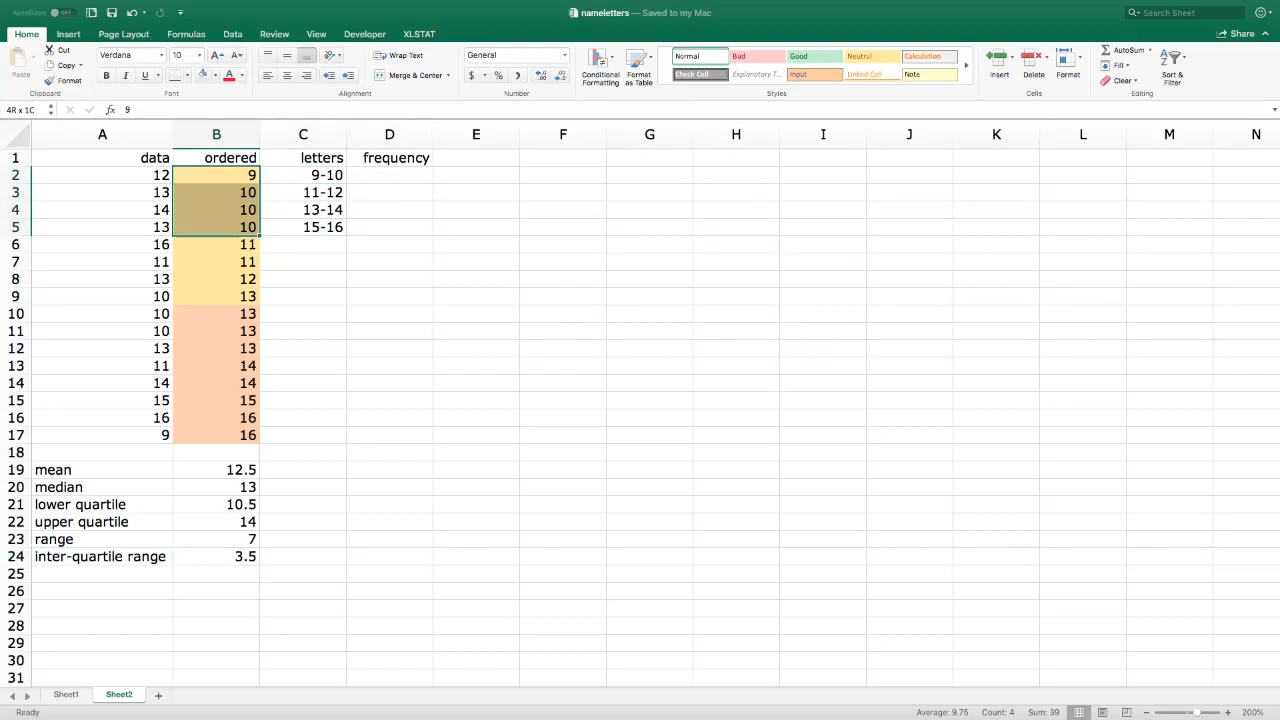 AutoSave OFF
nameletters — Saved to my Mac
Search Sheet
Home Insert Page Layout Formulas Data Review View Developer XLSTAT
Share
Paste
Cut
Copy
Format
Clipboard
Verdana 10 A A
B I U A
Font
Wrap Text
Merge & Center
Alignment
General
$ % )
Number
Conditional Formatting
Format as Table
Normal Bad Good Neutral Calculation
Check Cell Explanatory T... Input Linked Cell Note
Styles
Insert Delete Format
Cells
AutoSum
Fill
Clear
Sort & Filter
Editing
4R x 1C fx 9
A B C D E F G H I J K L M N
1 data ordered letters frequency
2 12 9 9-10
3 13 10 11-12
4 14 10 13-14
5 13 10 15-16
6 16 11
7 11 11
8 13 12
9 10 13
10 10 13
11 10 13
12 13 13
13 11 14
14 14 14
15 15 15
16 16 16
17 9 16
18
19 mean 12.5
20 median 13
21 lower quartile 10.5
22 upper quartile 14
23 range 7
24 inter-quartile range 3.5
25
26
27
28
29
30
31
Sheet1 Sheet2 +
Ready Average: 9.75 Count: 4 Sum: 39 200%